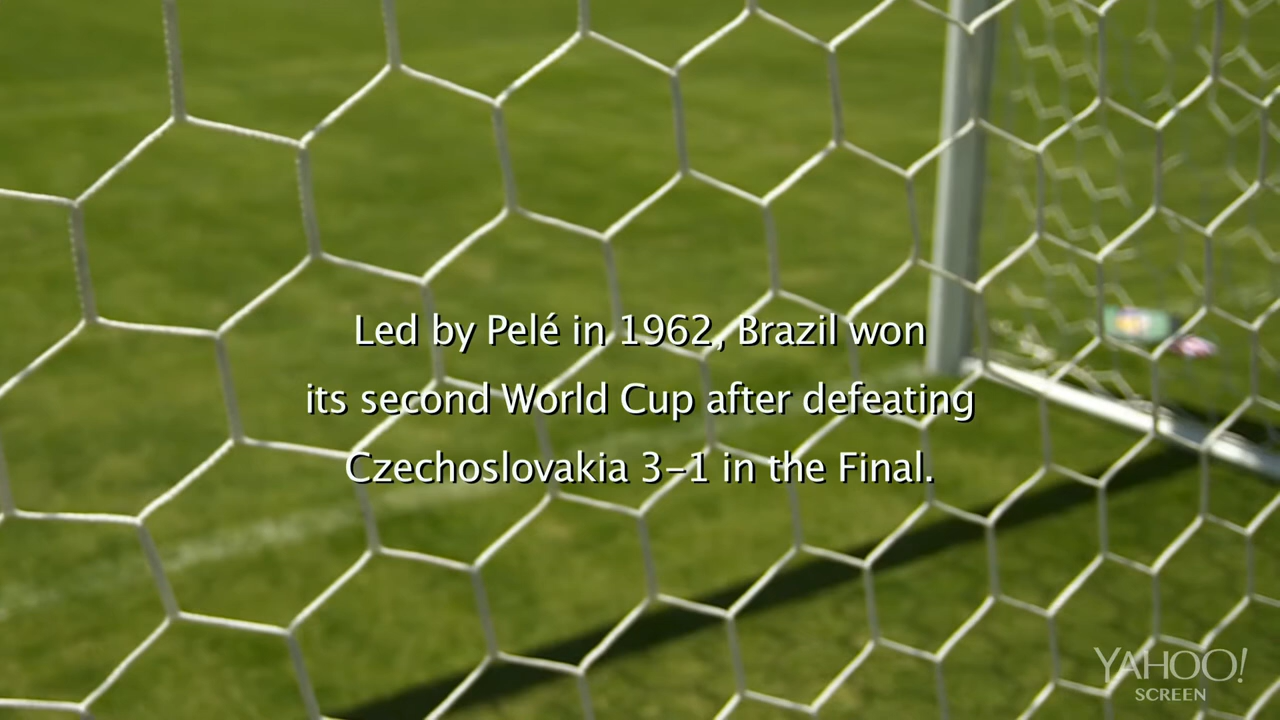 Led by Pelé in 1962, Brazil won
its second World Cup after defeating
Czechoslovakia 3-1 in the Final.
YAHOO!
SCREEN